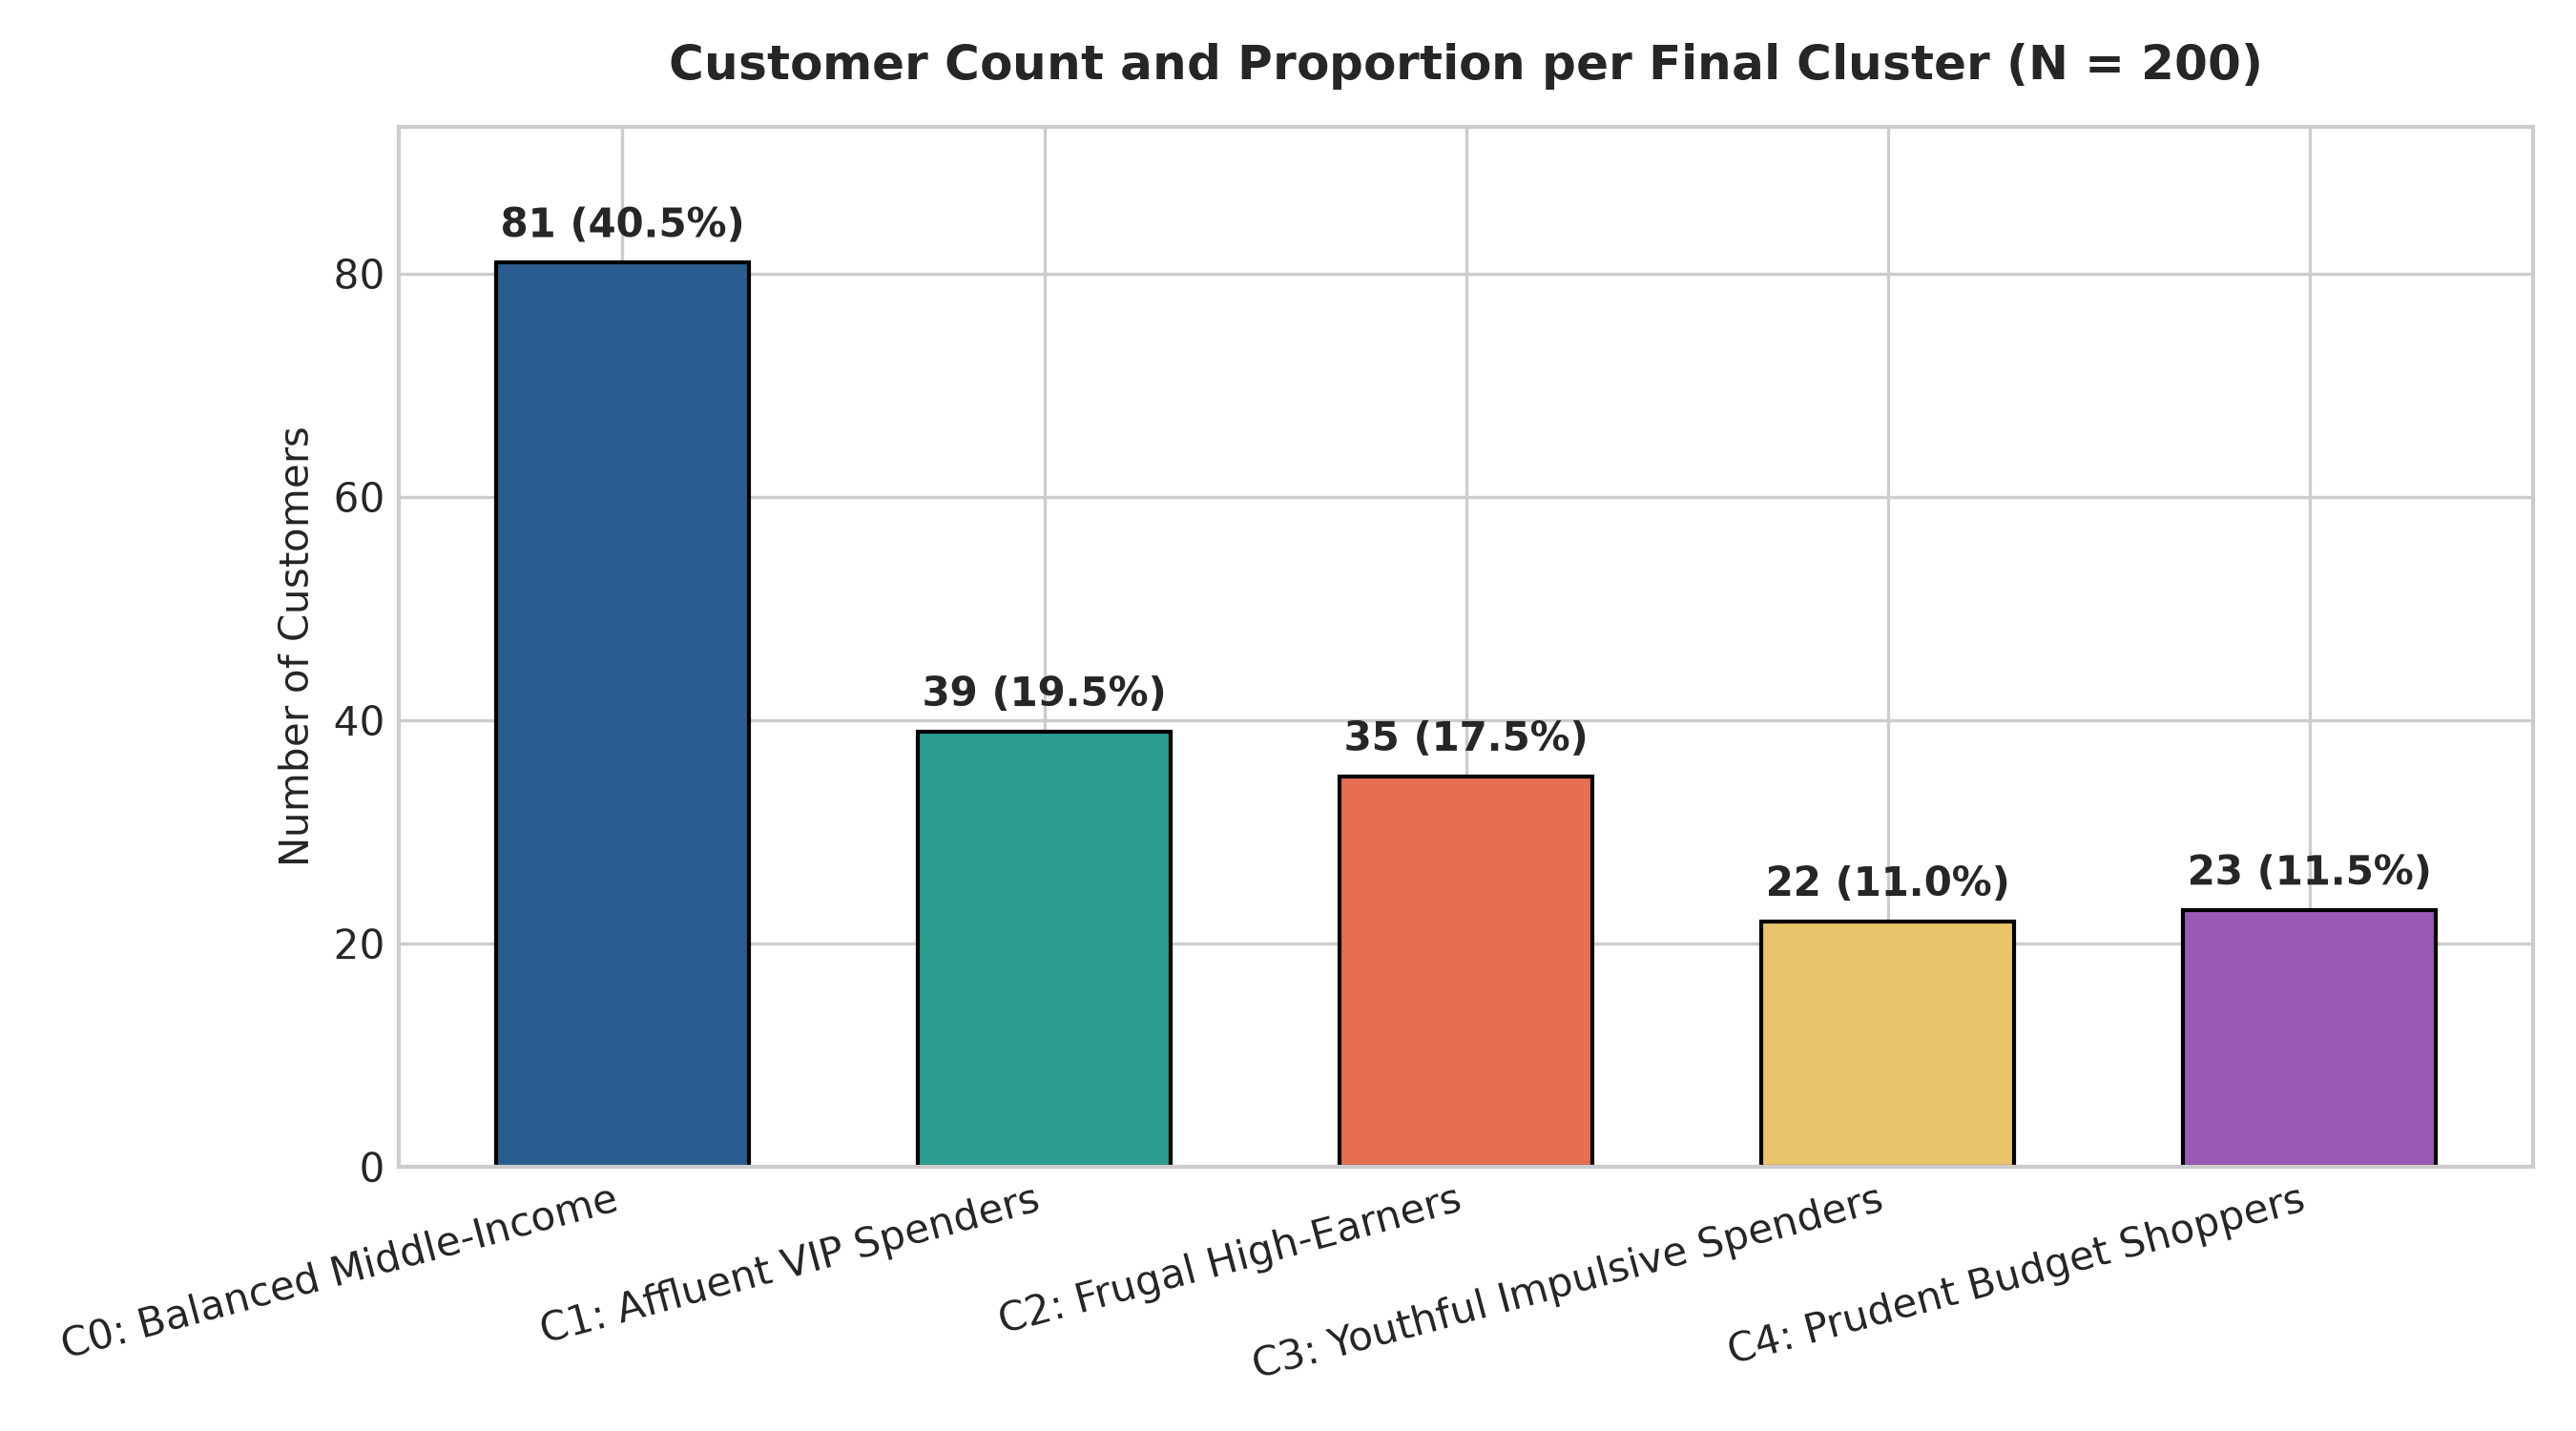 Customer Count and Proportion per Final Cluster (N = 200)
Number of Customers
80
60
40
20
0
81 (40.5%)
39 (19.5%)
35 (17.5%)
22 (11.0%)
23 (11.5%)
C0: Balanced Middle-Income
C1: Affluent VIP Spenders
C2: Frugal High-Earners
C3: Youthful Impulsive Spenders
C4: Prudent Budget Shoppers